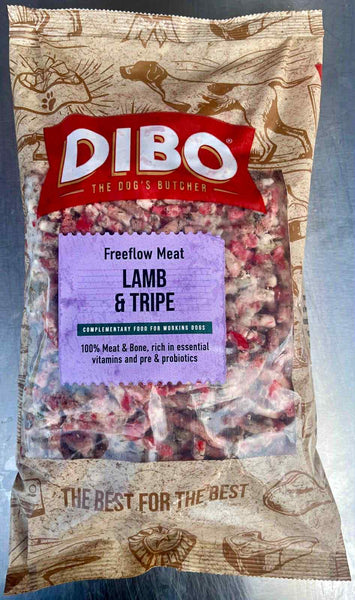 DIBO®
THE DOG'S BUTCHER
Freeflow Meat
LAMB
& TRIPE
COMPLEMENTARY FOOD FOR WORKING DOGS
100% Meat & Bone, rich in essential
vitamins and pre & probiotics
THE BEST FOR THE BEST